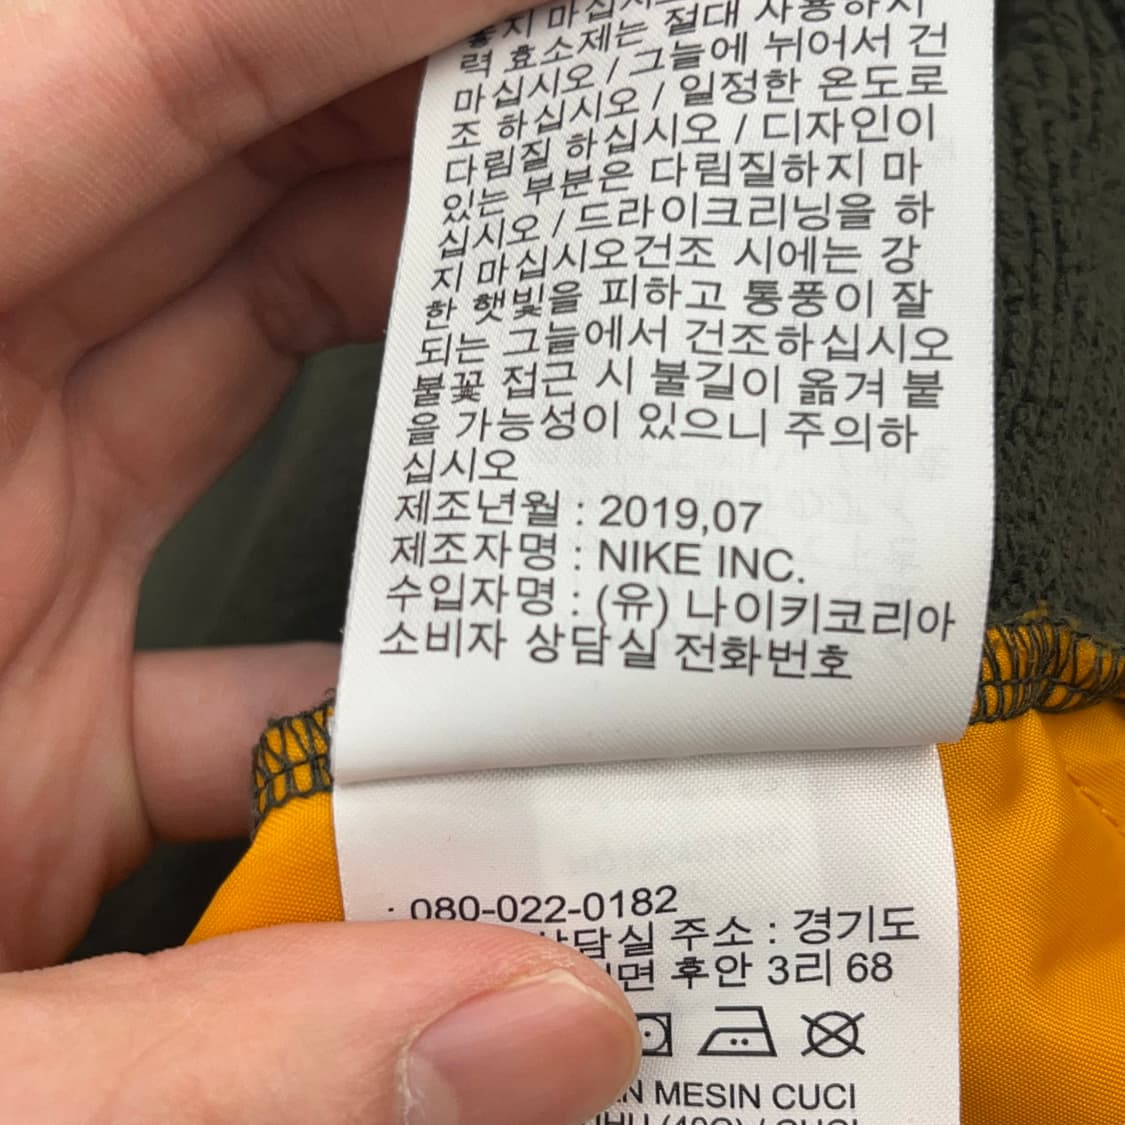 놓지 마십시오
력 효소제는 절대 사용하지
마십시오 / 그늘에 뉘어서 건
조 하십시오 / 일정한 온도로
다림질 하십시오 / 디자인이
있는 부분은 다림질하지 마
십시오 / 드라이크리닝을 하
지 마십시오건조 시에는 강
한 햇빛을 피하고 통풍이 잘
되는 그늘에서 건조하십시오
불꽃 접근 시 불길이 옮겨 붙
을 가능성이 있으니 주의하
십시오
제조년월 : 2019,07
제조자명 : NIKE INC.
수입자명 : (유) 나이키코리아
소비자 상담실 전화번호
: 080-022-0182
상담실 주소 : 경기도
면 후안 3리 68
MESIN CUCI